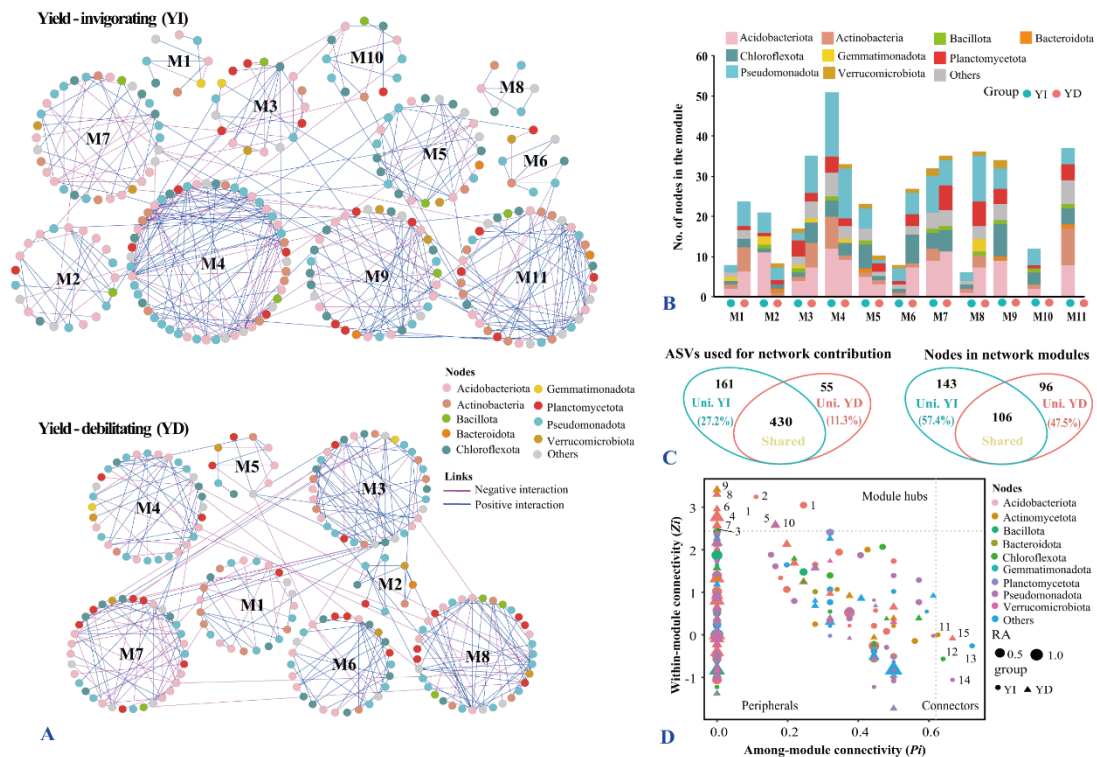 Yield - invigorating (YI)
M1
M10
M3
M8
M7
M5
M6
M2
M4
M9
M11
Yield - debilitating (YD)
M5
M3
M4
M2
M1
M7
M6
M8
Nodes
Acidobacteriota
Actinobacteria
Bacillota
Bacteroidota
Chloroflexota
Gemmatimonadota
Planctomycetota
Pseudomonadota
Verrucomicrobiota
Others
Links
Negative interaction
Positive interaction
A
Acidobacteriota
Actinobacteria
Bacillota
Bacteroidota
Chloroflexota
Gemmatimonadota
Planctomycetota
Pseudomonadota
Verrucomicrobiota
Others
Group YI YD
No. of nodes in the module
60
50
40
30
20
10
0
M1 M2 M3 M4 M5 M6 M7 M8 M9 M10 M11
B
ASVs used for network contribution
161
Uni. YI
(27.2%)
430
Shared
55
Uni. YD
(11.3%)
Nodes in network modules
143
Uni. YI
(57.4%)
106
Shared
96
Uni. YD
(47.5%)
C
Within-module connectivity (Zi)
3
2
1
0
-1
9
8
6
4
7
3
1
2
5
10
1
Module hubs
11
15
12
13
14
Peripherals
Connectors
0.0 0.2 0.4 0.6
Among-module connectivity (Pi)
D
Nodes
Acidobacteriota
Actinomycetota
Bacillota
Bacteroidota
Chloroflexota
Gemmatimonadota
Planctomycetota
Pseudomonadota
Verrucomicrobiota
Others
RA
0.5 1.0
group
YI YD